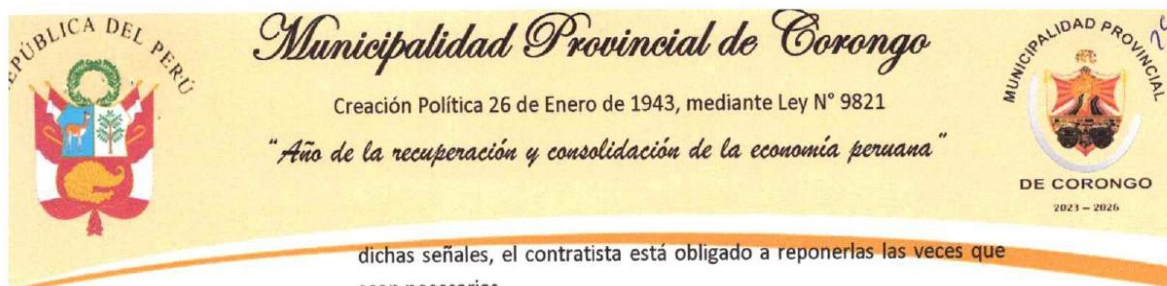 REPÚBLICA DEL PERÚ
Municipalidad Provincial de Corongo
Creación Política 26 de Enero de 1943, mediante Ley N° 9821
"Año de la recuperación y consolidación de la economía peruana"
MUNICIPALIDAD PROVINCIAL
DE CORONGO
2023 – 2026
dichas señales, el contratista está obligado a reponerlas las veces que